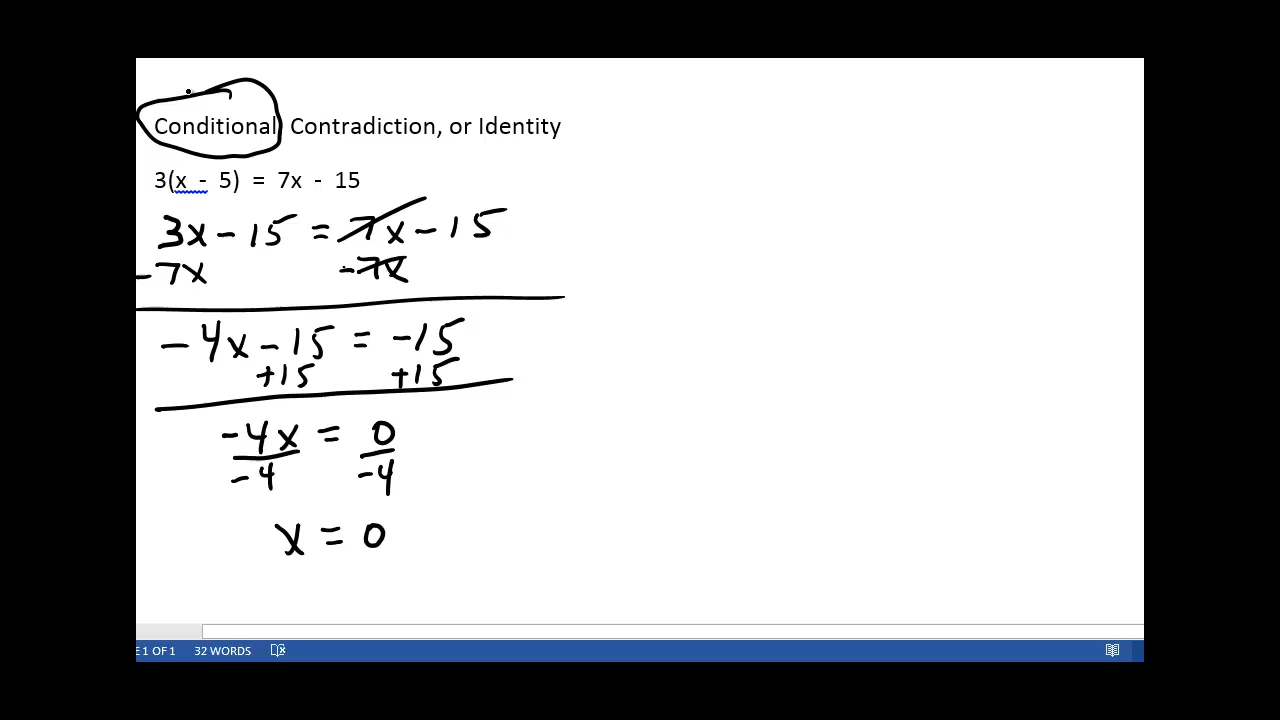 Conditional Contradiction, or Identity
3(x - 5) = 7x - 15
3x - 15 = 7x - 15
-7x -7x
-4x - 15 = -15
+15 +15
-4x = 0
-4 -4
x = 0
E 1 OF 1 32 WORDS